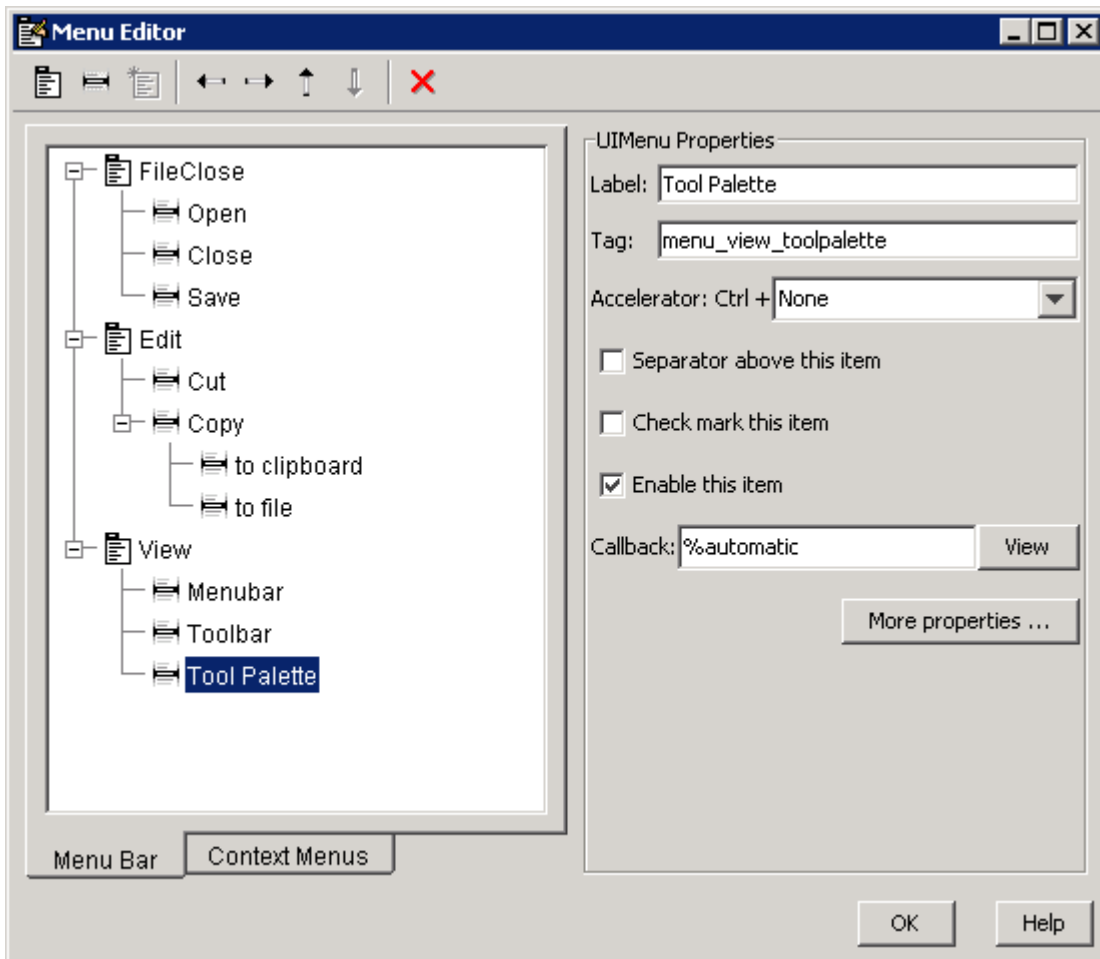 Menu Editor
FileClose
Open
Close
Save
Edit
Cut
Copy
to clipboard
to file
View
Menubar
Toolbar
Tool Palette
Menu Bar
Context Menus
UIMenu Properties
Label: Tool Palette
Tag: menu_view_toolpalette
Accelerator: Ctrl + None
Separator above this item
Check mark this item
Enable this item
Callback: %automatic View
More properties ...
OK Help